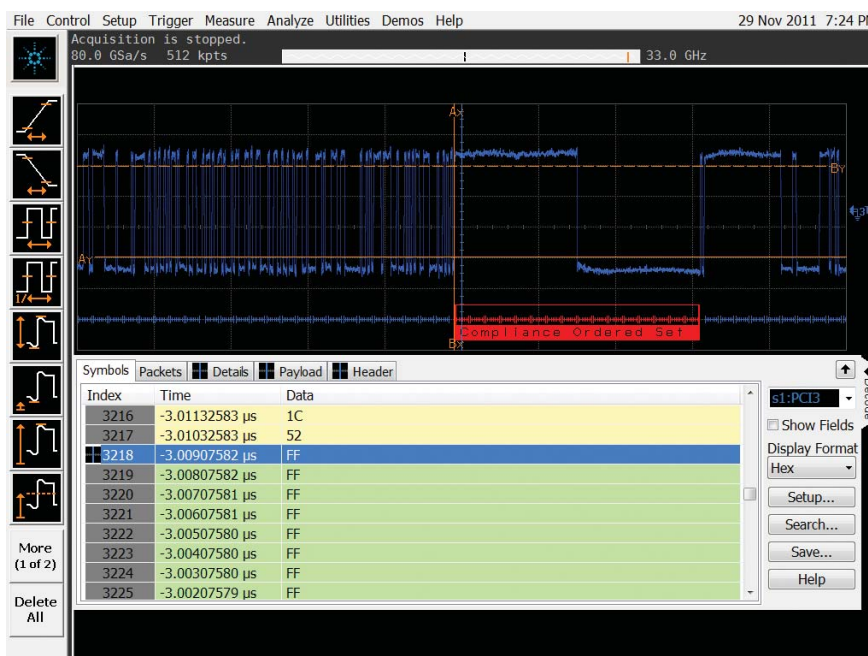 File Control Setup Trigger Measure Analyze Utilities Demos Help 29 Nov 2011 7:24 P
Acquisition is stopped.
80.0 GSa/s 512 kpts 33.0 GHz
Ax
By
Ay
Compliance Ordered Set
Bx
1/
More
(1 of 2)
Delete
All
Symbols Packets Details Payload Header
Index Time Data
3216 -3.01132583 µs 1C
3217 -3.01032583 µs 52
3218 -3.00907582 µs FF
3219 -3.00807582 µs FF
3220 -3.00707581 µs FF
3221 -3.00607581 µs FF
3222 -3.00507580 µs FF
3223 -3.00407580 µs FF
3224 -3.00307580 µs FF
3225 -3.00207579 µs FF
s1:PCI3
Show Fields
Display Format
Hex
Setup...
Search...
Save...
Help